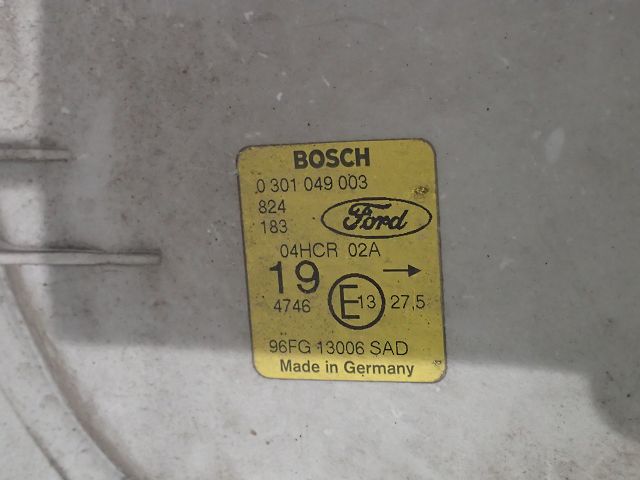 BOSCH
0 301 049 003
824
183
Ford
04HCR 02A
19
4746
E13 27,5
96FG 13006 SAD
Made in Germany